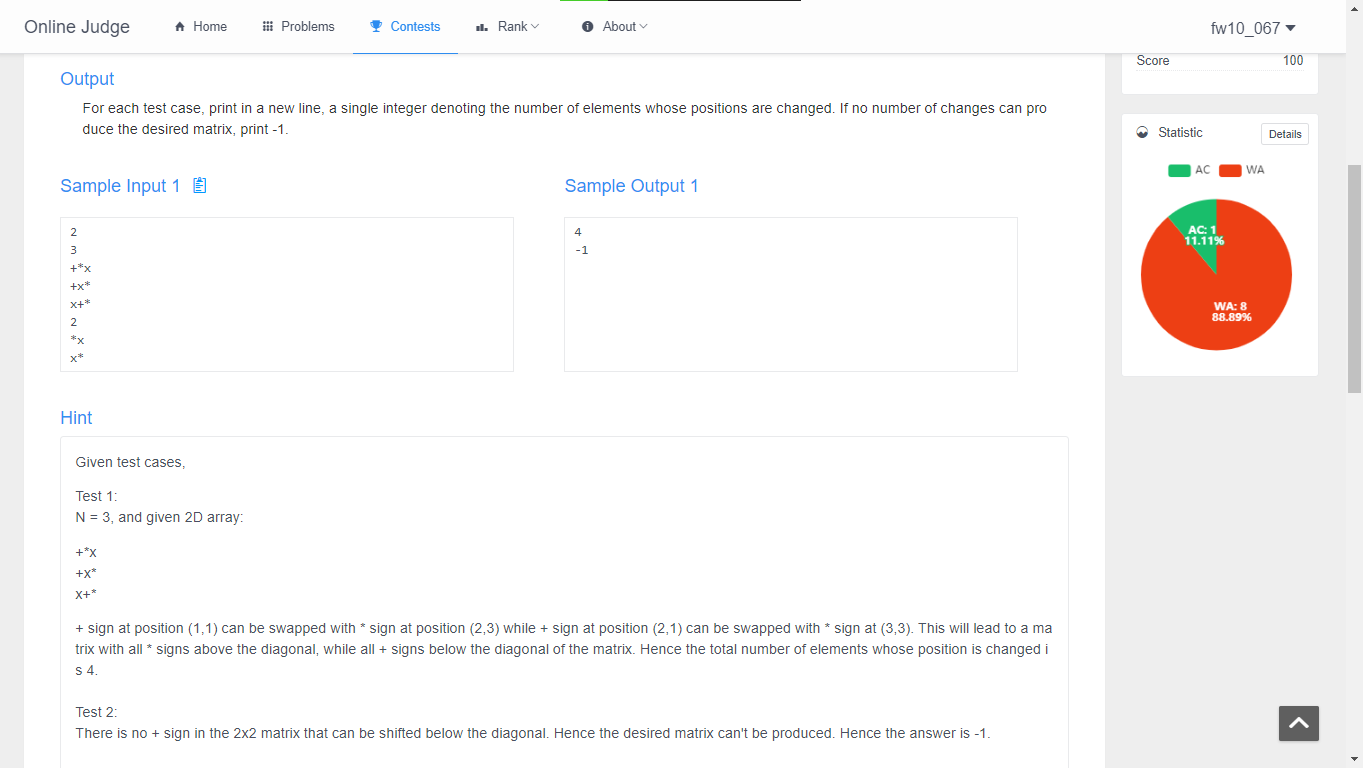 Online Judge
Home
Problems
Contests
Rank
About
fw10_067
Score 100
Output
For each test case, print in a new line, a single integer denoting the number of elements whose positions are changed. If no number of changes can pro
duce the desired matrix, print -1.
Statistic
Details
AC WA
AC: 1
11.11%
WA: 8
88.89%
Sample Input 1
Sample Output 1
2
3
+*x
+x*
x+*
2
*x
x*
4
-1
Hint
Given test cases,
Test 1:
N = 3, and given 2D array:
+*x
+x*
x+*
+ sign at position (1,1) can be swapped with * sign at position (2,3) while + sign at position (2,1) can be swapped with * sign at (3,3). This will lead to a ma
trix with all * signs above the diagonal, while all + signs below the diagonal of the matrix. Hence the total number of elements whose position is changed i
s 4.
Test 2:
There is no + sign in the 2x2 matrix that can be shifted below the diagonal. Hence the desired matrix can't be produced. Hence the answer is -1.